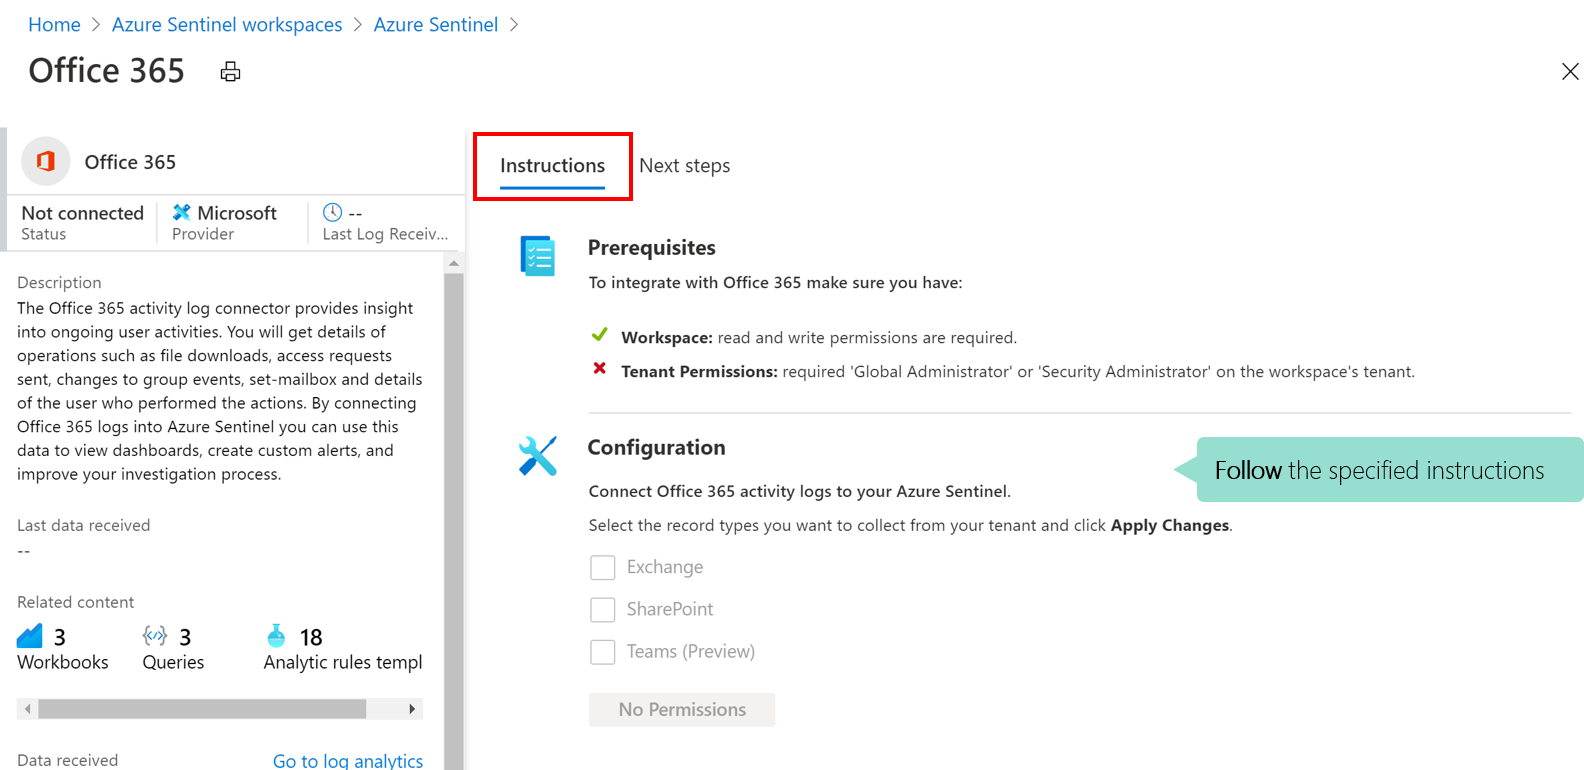 Home > Azure Sentinel workspaces > Azure Sentinel >
Office 365
Office 365
Not connected
Status
Microsoft
Provider
--
Last Log Receiv...
Description
The Office 365 activity log connector provides insight
into ongoing user activities. You will get details of
operations such as file downloads, access requests
sent, changes to group events, set-mailbox and details
of the user who performed the actions. By connecting
Office 365 logs into Azure Sentinel you can use this
data to view dashboards, create custom alerts, and
improve your investigation process.
Last data received
--
Related content
3
Workbooks
3
Queries
18
Analytic rules templ
Data received
Go to log analytics
Instructions
Next steps
Prerequisites
To integrate with Office 365 make sure you have:
Workspace: read and write permissions are required.
Tenant Permissions: required 'Global Administrator' or 'Security Administrator' on the workspace's tenant.
Configuration
Follow the specified instructions
Connect Office 365 activity logs to your Azure Sentinel.
Select the record types you want to collect from your tenant and click Apply Changes.
Exchange
SharePoint
Teams (Preview)
No Permissions